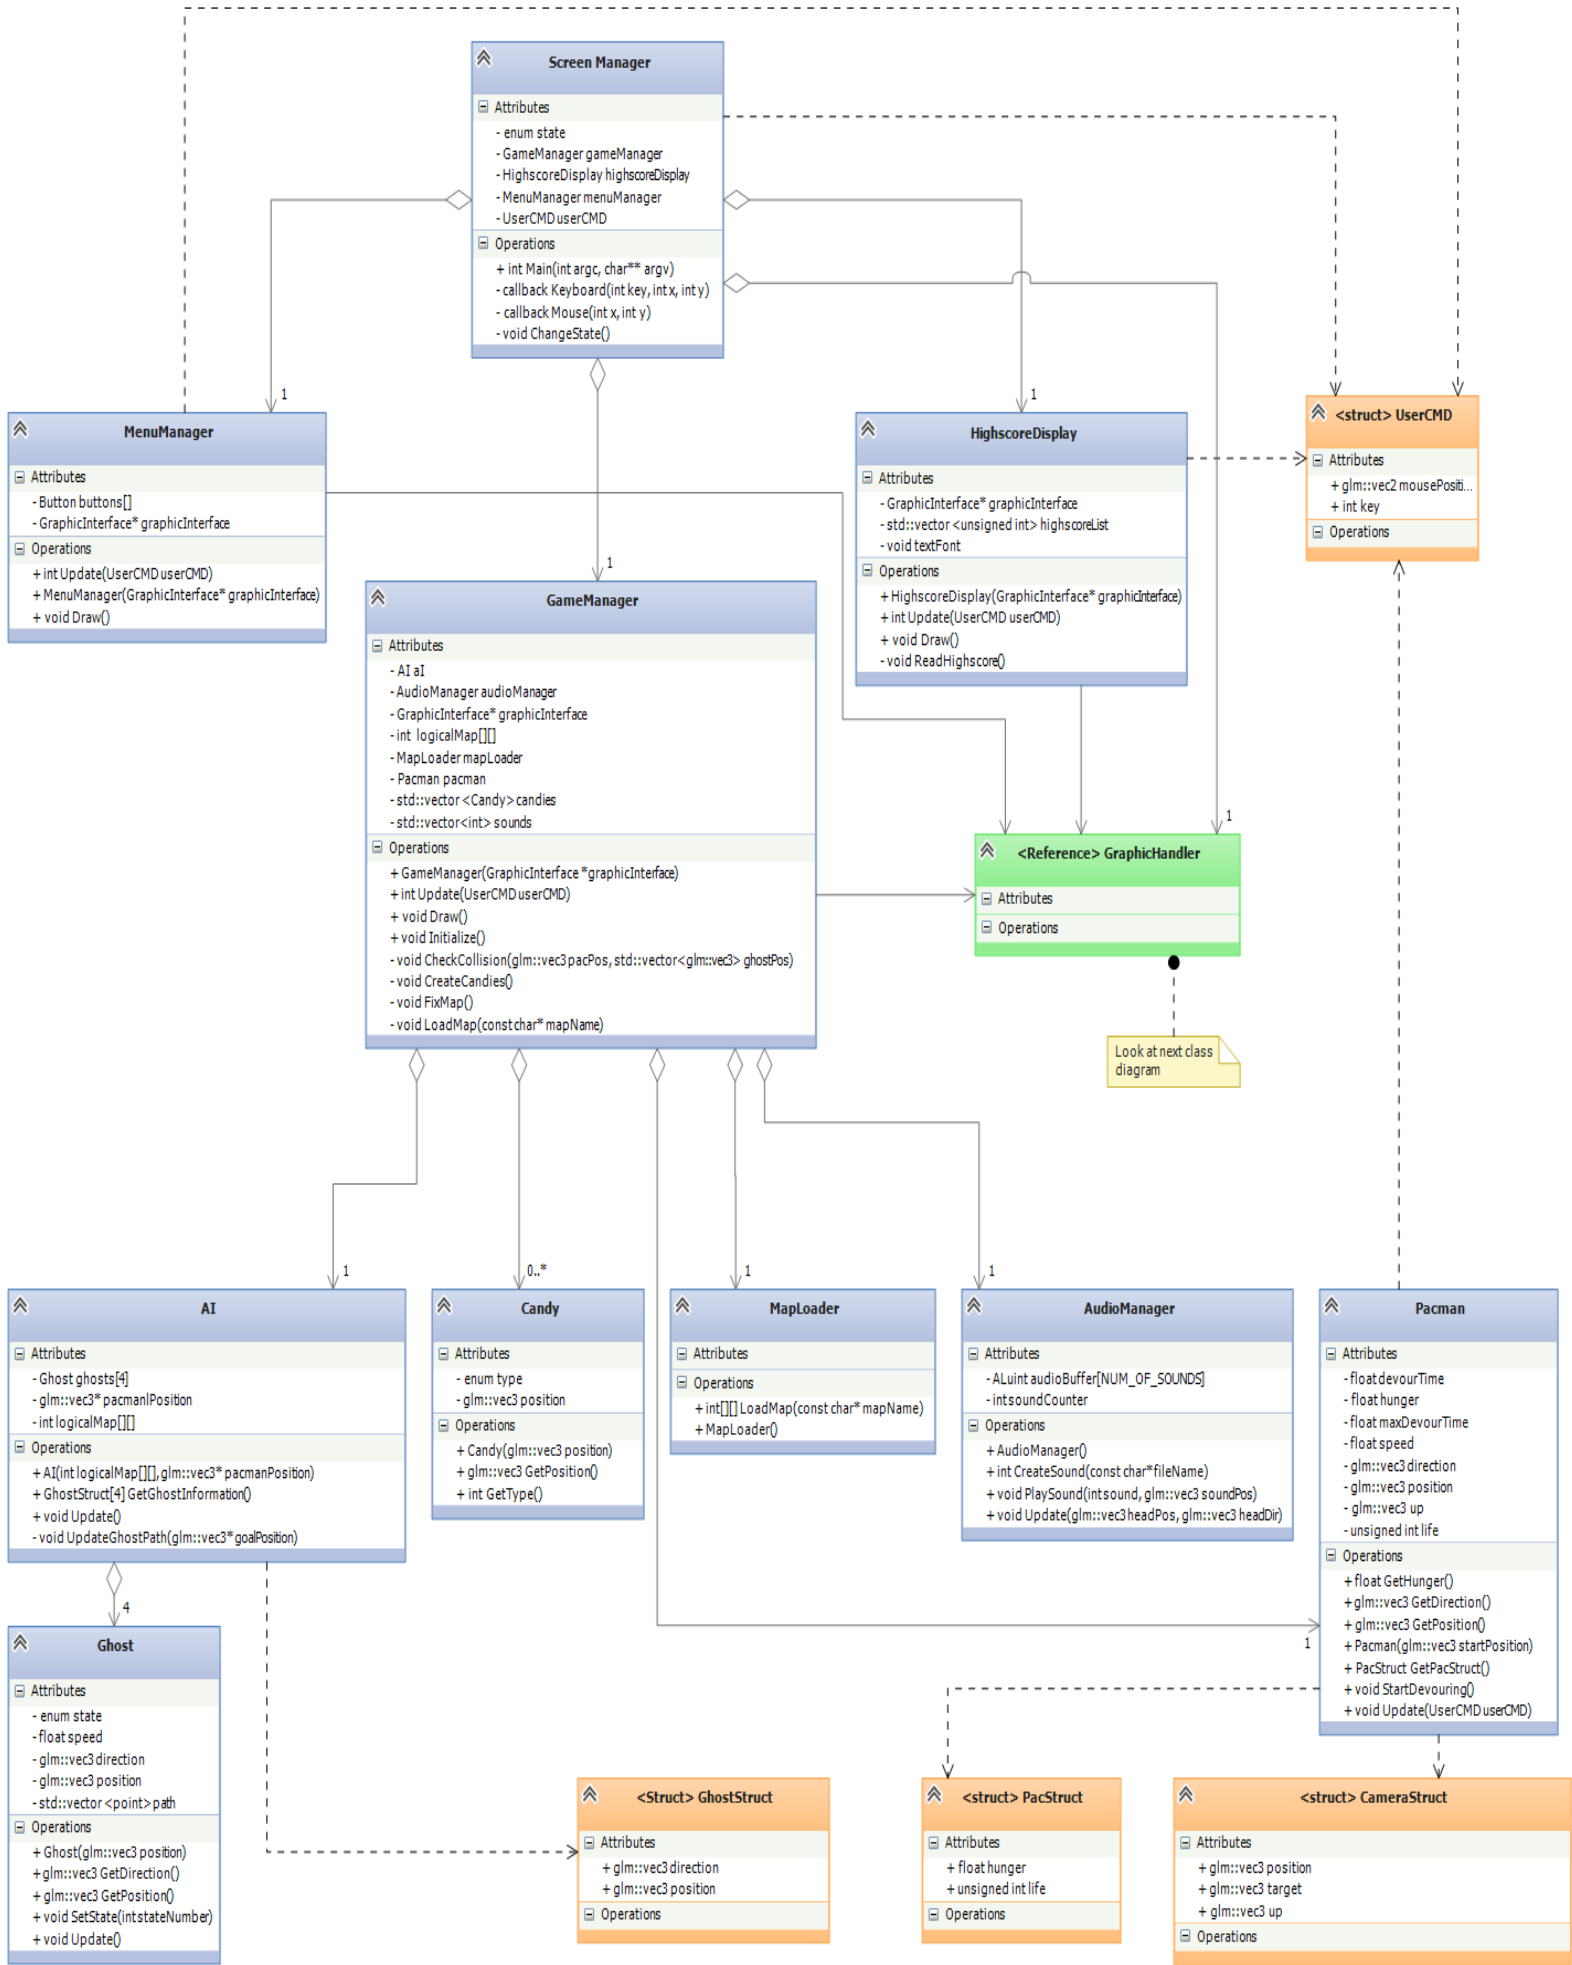 Screen Manager
Attributes
- enum state
- GameManager gameManager
- HighscoreDisplay highscoreDisplay
- MenuManager menuManager
- UserCMD userCMD
Operations
+ int Main(int argc, char** argv)
- callback Keyboard(int key, int x, int y)
- callback Mouse(int x, int y)
- void ChangeState()
1
1
MenuManager
Attributes
- Button buttons[]
- GraphicInterface* graphicInterface
Operations
+ int Update(UserCMD userCMD)
+ MenuManager(GraphicInterface* graphicInterface)
+ void Draw()
HighscoreDisplay
Attributes
- GraphicInterface* graphicInterface
- std::vector <unsigned int> highscoreList
- void textFont
Operations
+ HighscoreDisplay(GraphicInterface* graphicInterface)
+ int Update(UserCMD userCMD)
+ void Draw()
- void ReadHighscore()
<struct> UserCMD
Attributes
+ glm::vec2 mousePositi...
+ int key
Operations
1
GameManager
Attributes
- AI aI
- AudioManager audioManager
- GraphicInterface* graphicInterface
- int logicalMap[][]
- MapLoader mapLoader
- Pacman pacman
- std::vector <Candy> candies
- std::vector<int> sounds
Operations
+ GameManager(GraphicInterface *graphicInterface)
+ int Update(UserCMD userCMD)
+ void Draw()
+ void Initialize()
- void CheckCollision(glm::vec3 pacPos, std::vector<glm::vec3> ghostPos)
- void CreateCandies()
- void FixMap()
- void LoadMap(const char* mapName)
1
<Reference> GraphicHandler
Attributes
Operations
Look at next class
diagram
1
0..*
1
1
AI
Attributes
- Ghost ghosts[4]
- glm::vec3* pacmanlPosition
- int logicalMap[][]
Operations
+ AI(int logicalMap[][], glm::vec3* pacmanPosition)
+ GhostStruct[4] GetGhostInformation()
+ void Update()
- void UpdateGhostPath(glm::vec3* goalPosition)
Candy
Attributes
- enum type
- glm::vec3 position
Operations
+ Candy(glm::vec3 position)
+ glm::vec3 GetPosition()
+ int GetType()
MapLoader
Attributes
Operations
+ int[][] LoadMap(const char* mapName)
+ MapLoader()
AudioManager
Attributes
- ALuint audioBuffer[NUM_OF_SOUNDS]
- int soundCounter
Operations
+ AudioManager()
+ int CreateSound(const char* fileName)
+ void PlaySound(int sound, glm::vec3 soundPos)
+ void Update(glm::vec3 headPos, glm::vec3 headDir)
Pacman
Attributes
- float devourTime
- float hunger
- float maxDevourTime
- float speed
- glm::vec3 direction
- glm::vec3 position
- glm::vec3 up
- unsigned int life
Operations
+ float GetHunger()
+ glm::vec3 GetDirection()
+ glm::vec3 GetPosition()
+ Pacman(glm::vec3 startPosition)
+ PacStruct GetPacStruct()
+ void StartDevouring()
+ void Update(UserCMD userCMD)
4
1
Ghost
Attributes
- enum state
- float speed
- glm::vec3 direction
- glm::vec3 position
- std::vector <point> path
Operations
+ Ghost(glm::vec3 position)
+ glm::vec3 GetDirection()
+ glm::vec3 GetPosition()
+ void SetState(int stateNumber)
+ void Update()
<Struct> GhostStruct
Attributes
+ glm::vec3 direction
+ glm::vec3 position
Operations
<struct> PacStruct
Attributes
+ float hunger
+ unsigned int life
Operations
<struct> CameraStruct
Attributes
+ glm::vec3 position
+ glm::vec3 target
+ glm::vec3 up
Operations